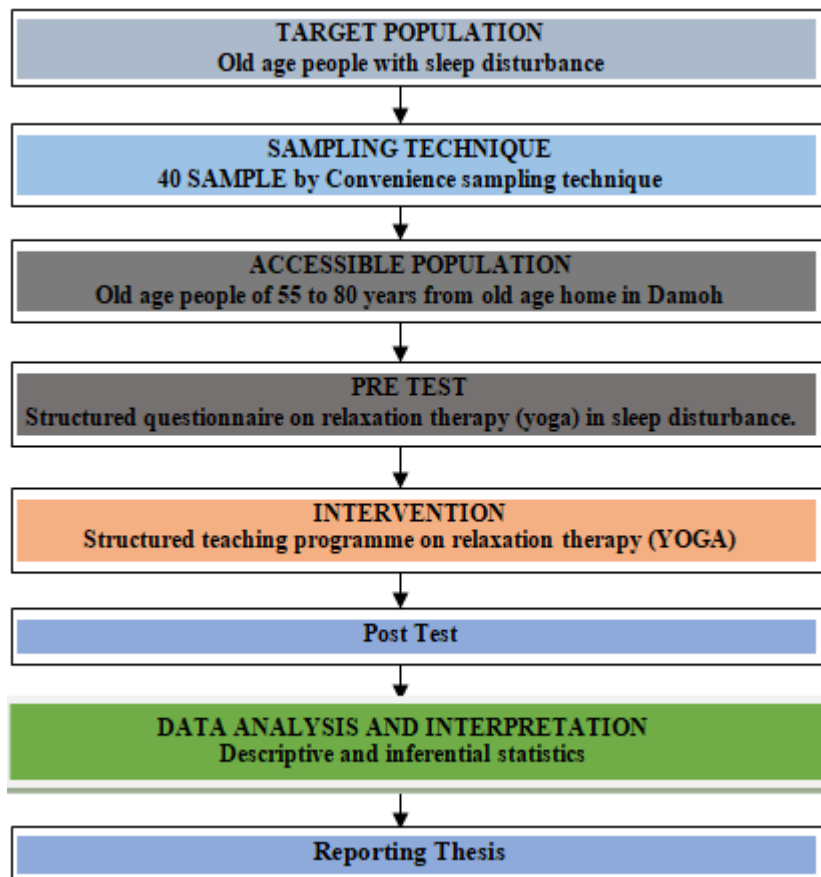 TARGET POPULATION
Old age people with sleep disturbance
SAMPLING TECHNIQUE
40 SAMPLE by Convenience sampling technique
ACCESSIBLE POPULATION
Old age people of 55 to 80 years from old age home in Damoh
PRE TEST
Structured questionnaire on relaxation therapy (yoga) in sleep disturbance.
INTERVENTION
Structured teaching programme on relaxation therapy (YOGA)
Post Test
DATA ANALYSIS AND INTERPRETATION
Descriptive and inferential statistics
Reporting Thesis